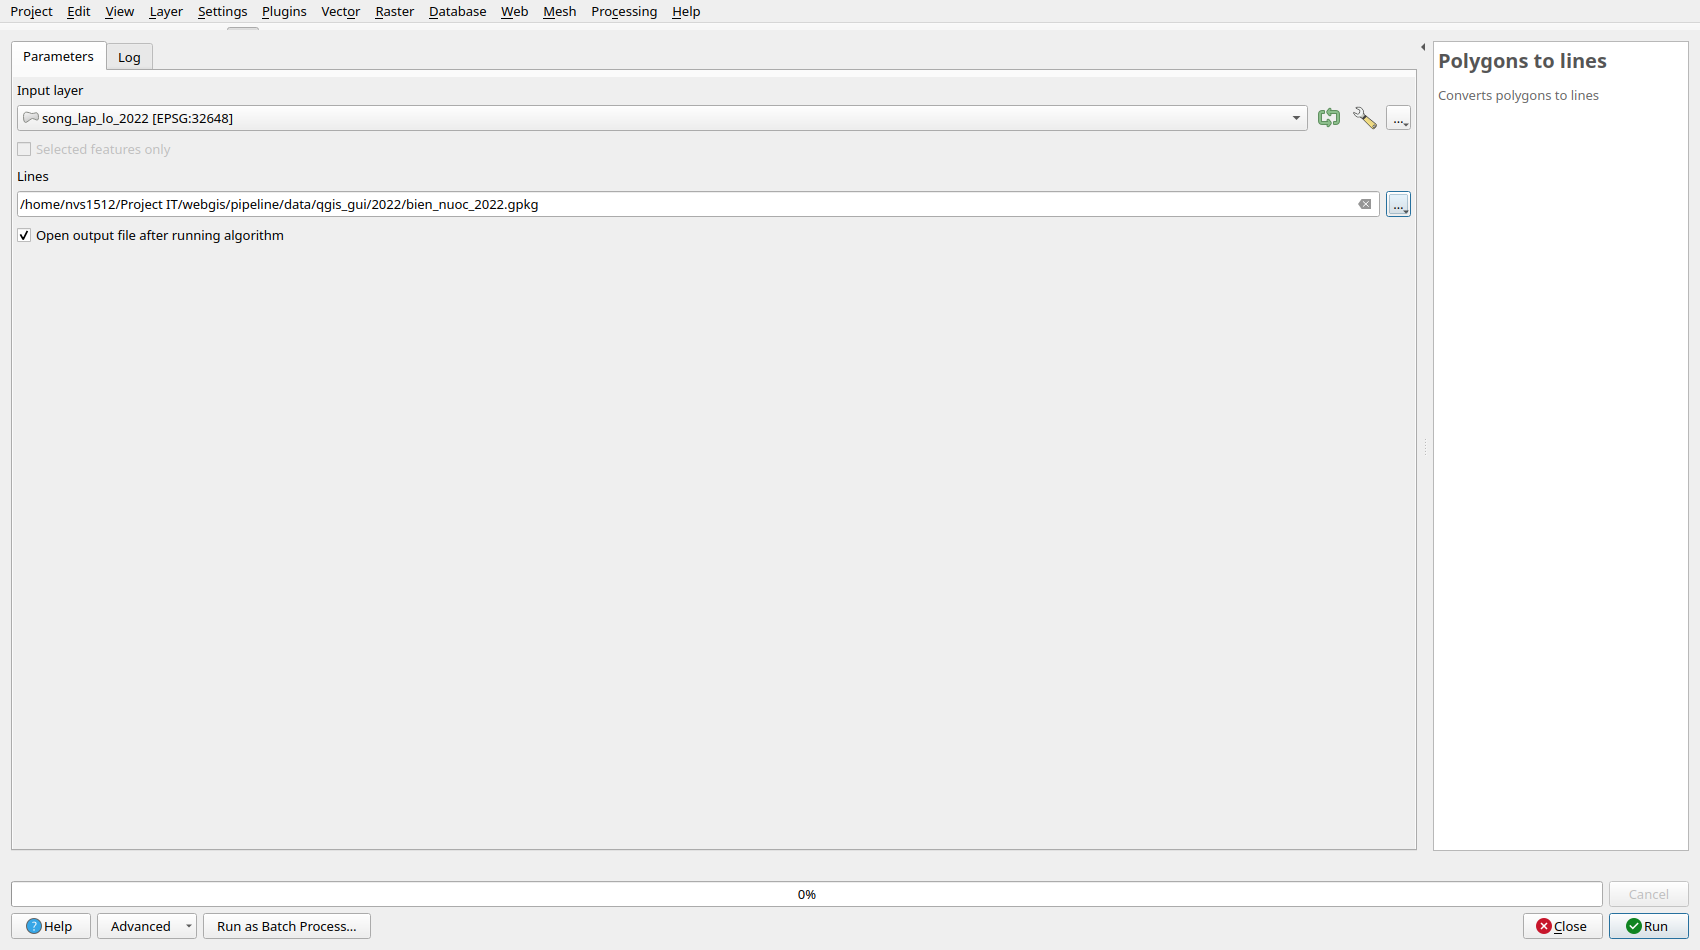 Project Edit View Layer Settings Plugins Vector Raster Database Web Mesh Processing Help
Parameters Log
Polygons to lines
Converts polygons to lines
Input layer
song_lap_lo_2022 [EPSG:32648]
...
Selected features only
Lines
/home/nvs1512/Project IT/webgis/pipeline/data/qgis_gui/2022/bien_nuoc_2022.gpkg
...
Open output file after running algorithm
0%
Cancel
Help Advanced Run as Batch Process... Close Run